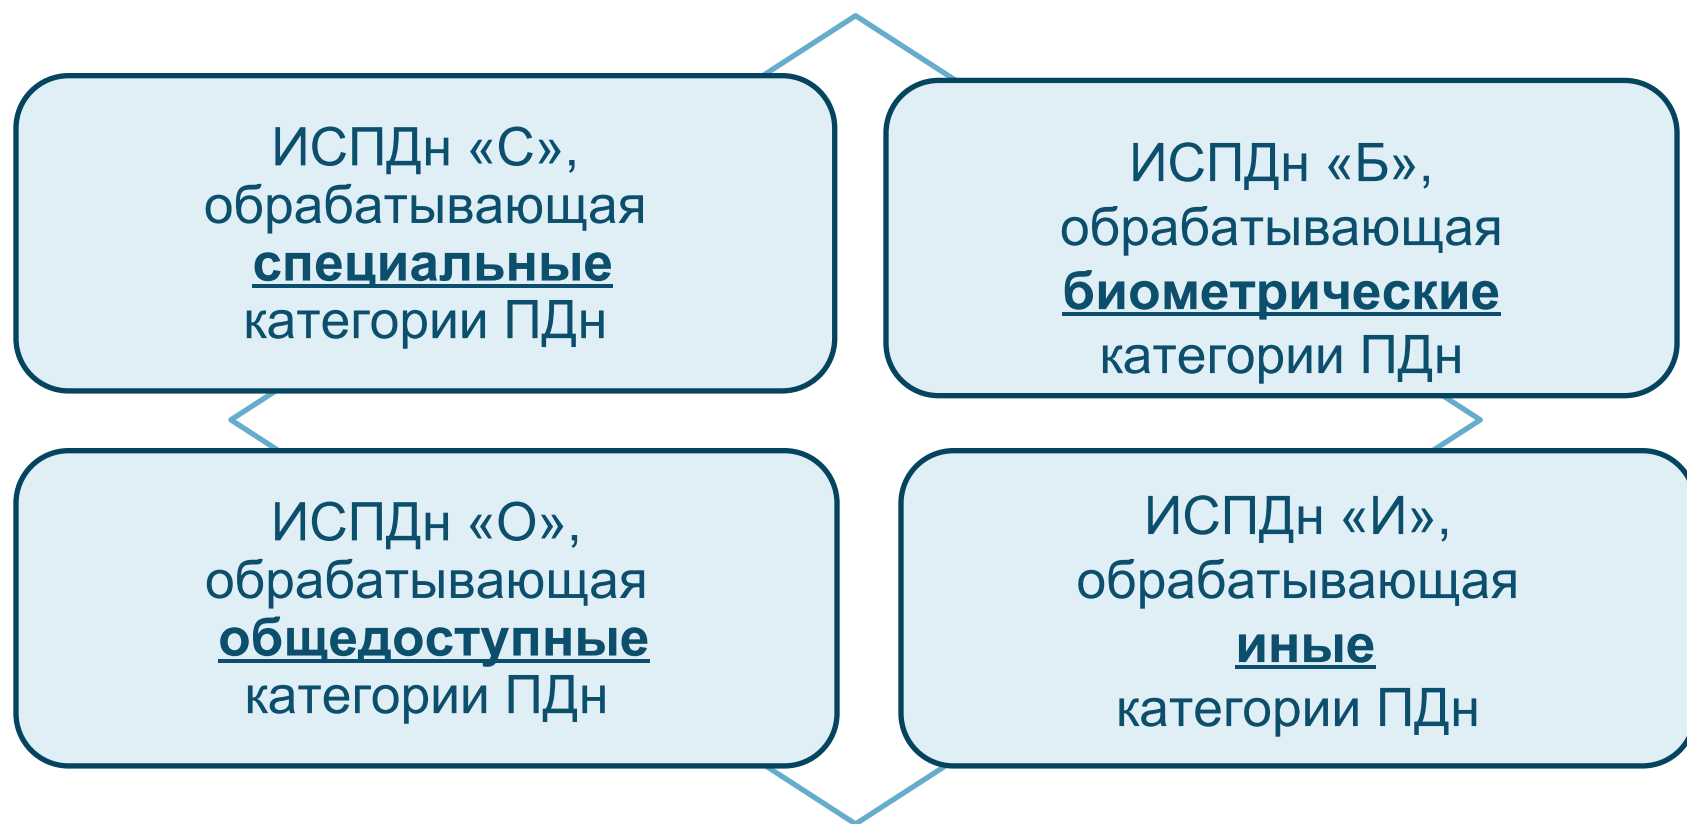 ИСПДн «С»,
обрабатывающая
специальные
категории ПДн
ИСПДн «Б»,
обрабатывающая
биометрические
категории ПДн
ИСПДн «О»,
обрабатывающая
общедоступные
категории ПДн
ИСПДн «И»,
обрабатывающая
иные
категории ПДн